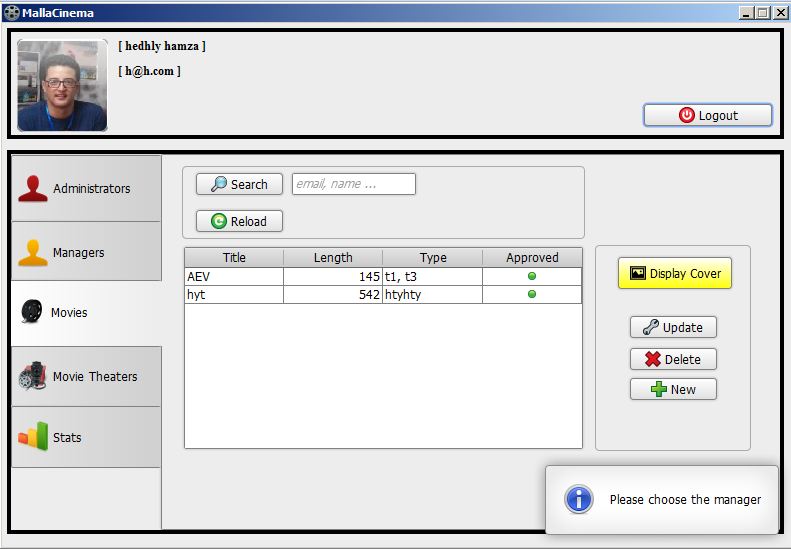 MallaCinema
[ hedhly hamza ]
[ h@h.com ]
Logout
Administrators
Managers
Movies
Movie Theaters
Stats
Search
email, name ...
Reload
Title Length Type Approved
AEV 145 t1, t3
hyt 542 htyhty
Display Cover
Update
Delete
New
Please choose the manager